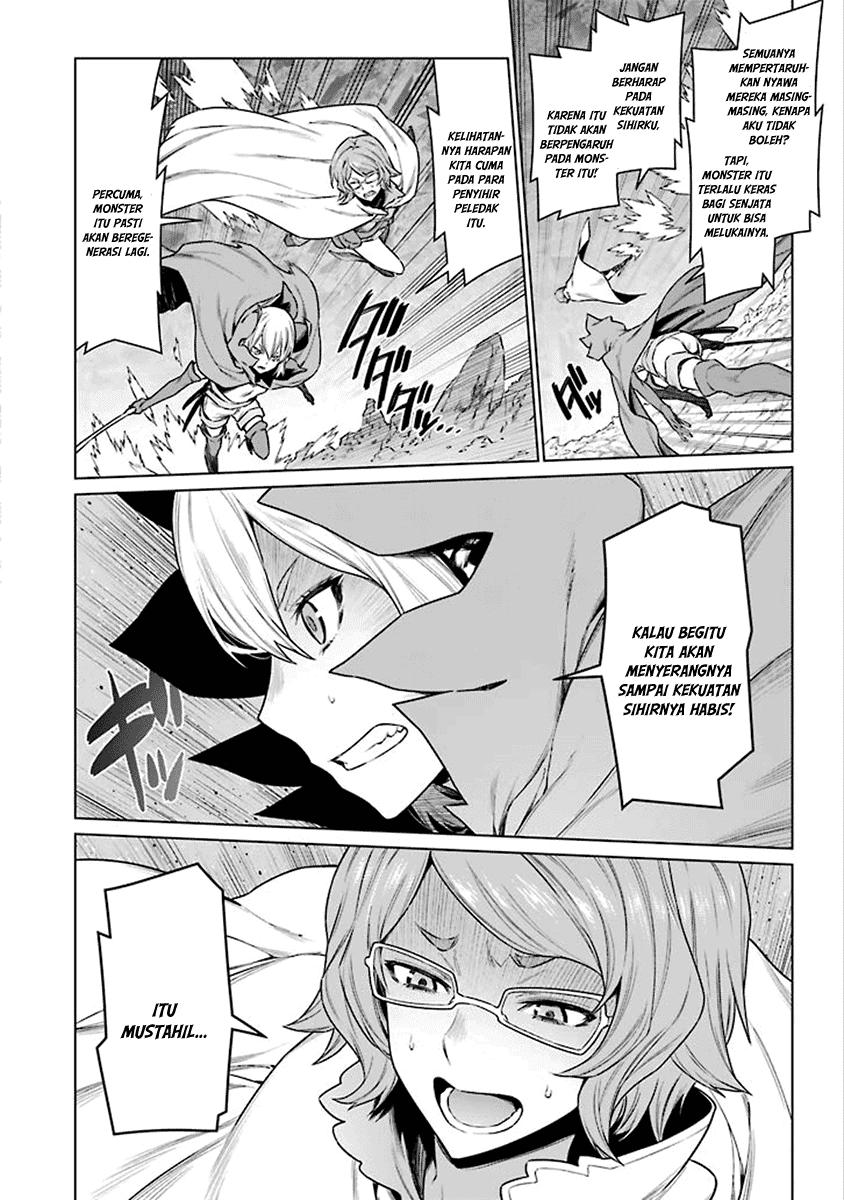 SEMUANYA
MEMPERTARUH-
KAN NYAWA
MEREKA MASING-
MASING, KENAPA
AKU TIDAK
BOLEH?
TAPI,
MONSTER ITU
TERLALU KERAS
BAGI SENJATA
UNTUK BISA
MELUKAINYA.
JANGAN
BERHARAP
PADA
KEKUATAN
SIHIRKU,
KARENA ITU
TIDAK AKAN
BERPENGARUH
PADA MONS-
TER ITU!
ダッ
KELIHATAN-
NYA HARAPAN
KITA CUMA
PADA PARA
PENYIHIR
PELEDAK
ITU.
PERCUMA,
MONSTER
ITU PASTI
AKAN BEREGE-
NERASI LAGI.
ダダダダッ...
KALAU BEGITU
KITA AKAN
MENYERANGNYA
SAMPAI KEKUATAN
SIHIRNYA HABIS!
ギッ
ITU
MUSTAHIL...